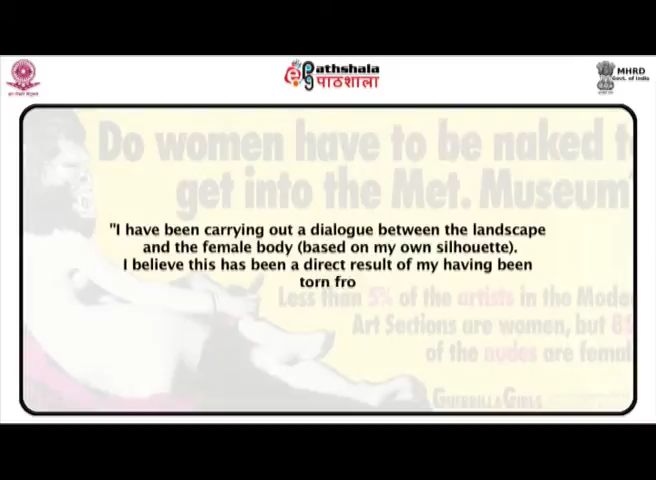 Pathshala
पाठशाला
MHRD
Govt. of India
Do women have to be naked t
get into the Met. Museum
"I have been carrying out a dialogue between the landscape
and the female body (based on my own silhouette).
I believe this has been a direct result of my having been
torn fro
Less than 5% of the artists in the Mode
Art Sections are women, but 8
of the nudes are femal
GUERRILLA GIRLS